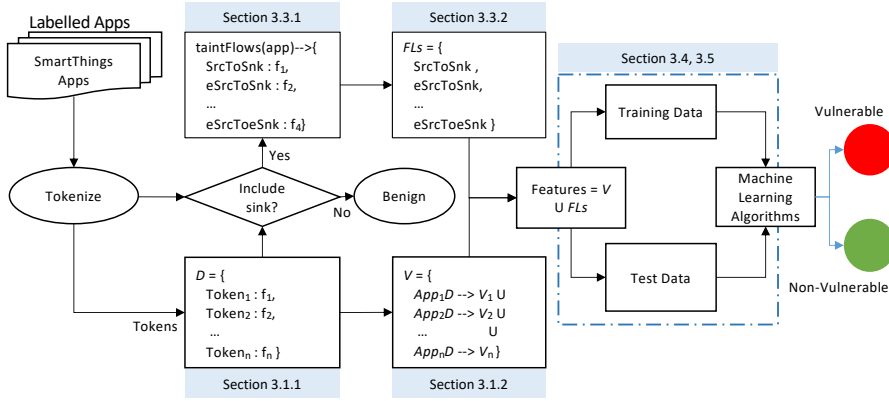 Labelled Apps
SmartThings
Apps
Tokenize
Tokens
Section 3.3.1
taintFlows(app)-->{
SrcToSnk : f₁,
eSrcToSnk : f₂,
...
eSrcToeSnk : f₄}
Yes
Include
sink?
No
Benign
D = {
Token₁ : f₁,
Token₂ : f₂,
...
Tokenₙ : fₙ }
Section 3.1.1
Section 3.3.2
FLs = {
SrcToSnk ,
eSrcToSnk,
...
eSrcToeSnk }
V = {
App₁D --> V₁ U
App₂D --> V₂ U
... U
AppₙD --> Vₙ }
Section 3.1.2
Section 3.4, 3.5
Features = V
U FLs
Training Data
Test Data
Machine
Learning
Algorithms
Vulnerable
Non-Vulnerable